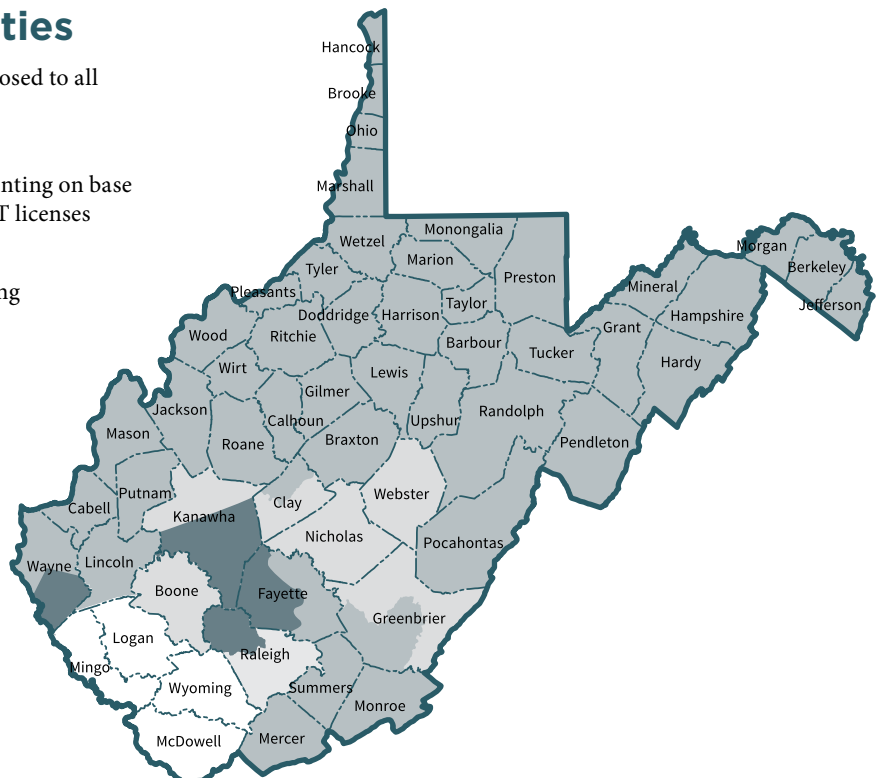 ties
osed to all
nting on base
T licenses
ng
Hancock
Brooke
Ohio
Marshall
Wetzel
Monongalia
Marion
Tyler
Preston
Pleasants
Doddridge
Harrison
Taylor
Wood
Ritchie
Barbour
Tucker
Wirt
Lewis
Gilmer
Jackson
Calhoun
Upshur
Randolph
Mason
Roane
Braxton
Pendleton
Morgan
Berkeley
Jefferson
Mineral
Hampshire
Grant
Hardy
Putnam
Cabell
Kanawha
Clay
Webster
Nicholas
Pocahontas
Wayne
Lincoln
Boone
Fayette
Greenbrier
Logan
Raleigh
Mingo
Wyoming
Summers
Monroe
McDowell
Mercer